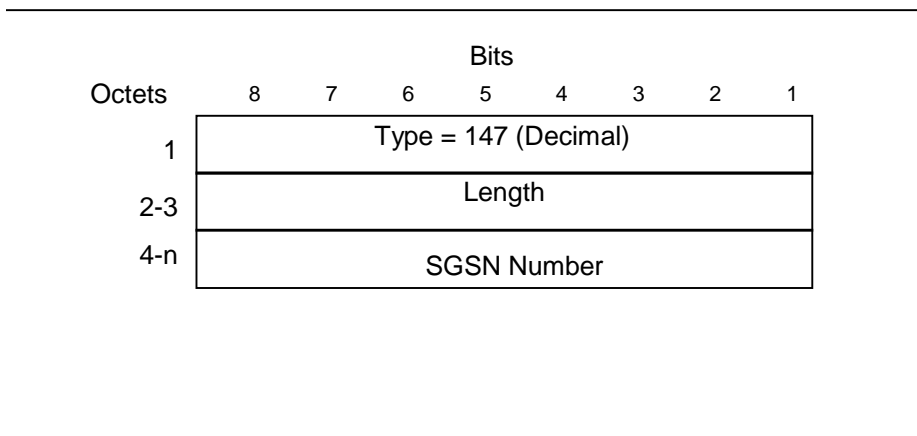 Bits
Octets 8 7 6 5 4 3 2 1
1 Type = 147 (Decimal)
2-3 Length
4-n SGSN Number